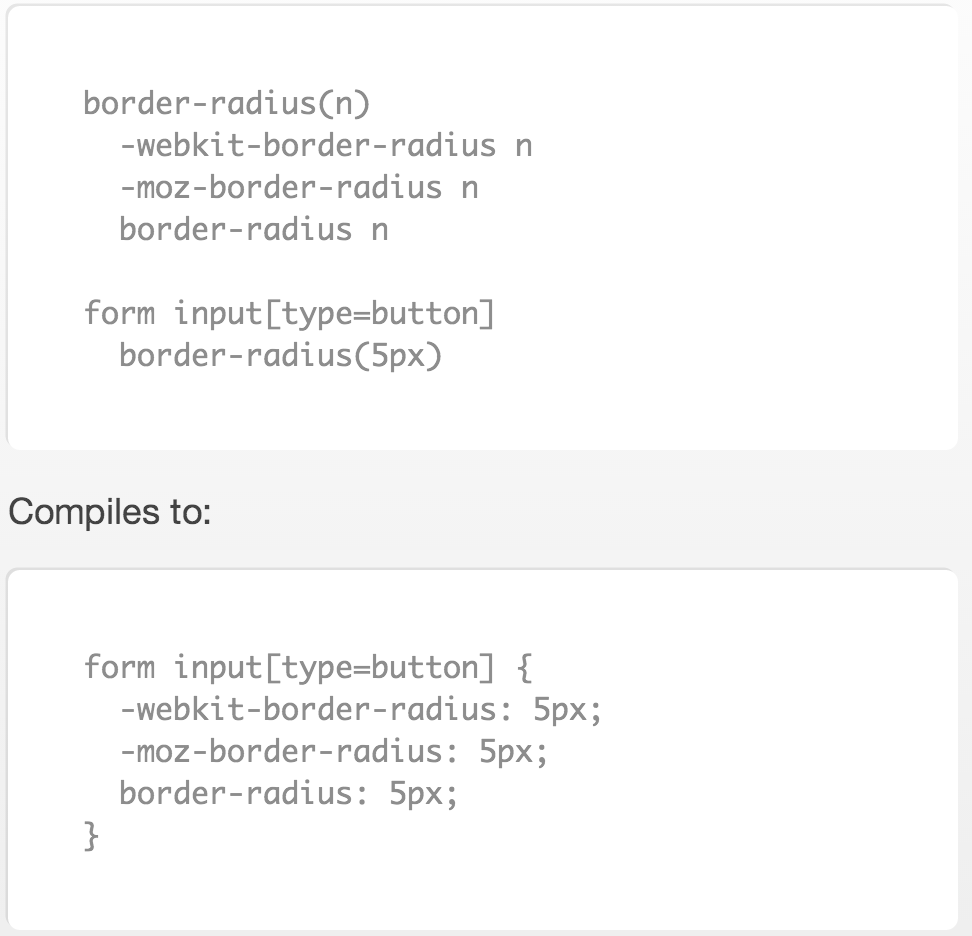 border-radius(n)
  -webkit-border-radius n
  -moz-border-radius n
  border-radius n

form input[type=button]
  border-radius(5px)

Compiles to:

form input[type=button] {
  -webkit-border-radius: 5px;
  -moz-border-radius: 5px;
  border-radius: 5px;
}